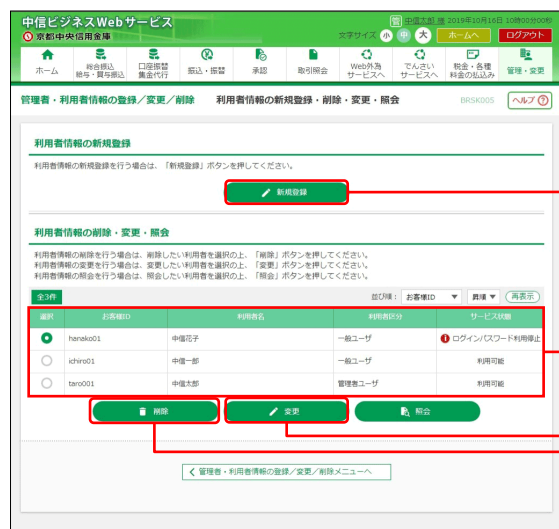 中信ビジネスWebサービス
京都中央信用金庫
管 中信太郎 様 2019年10月16日 10時00分00秒
文字サイズ 小 中 大 ホームへ ログアウト
ホーム
総合振込
給与・賞与振込
口座振替
集金代行
振込・振替
承認
取引照会
Web外為
サービスへ
でんさい
サービスへ
税金・各種
料金の払込み
管理・変更
管理者・利用者情報の登録/変更/削除 利用者情報の新規登録・削除・変更・照会 BRSK005 ヘルプ ?
利用者情報の新規登録
利用者情報の新規登録を行う場合は、「新規登録」ボタンを押してください。
新規登録
利用者情報の削除・変更・照会
利用者情報の削除を行う場合は、削除したい利用者を選択の上、「削除」ボタンを押してください。
利用者情報の変更を行う場合は、変更したい利用者を選択の上、「変更」ボタンを押してください。
利用者情報の照会を行う場合は、照会したい利用者を選択の上、「照会」ボタンを押してください。
全3件 並び順: お客様ID ▼ 昇順 ▼ 再表示
選択 お客様ID 利用者名 利用者区分 サービス状態
hanako01 中信花子 一般ユーザ ログインパスワード利用停止
ichiro01 中信一郎 一般ユーザ 利用可能
taro001 中信太郎 管理者ユーザ 利用可能
削除 変更 照会
管理者・利用者情報の登録/変更/削除メニューへ